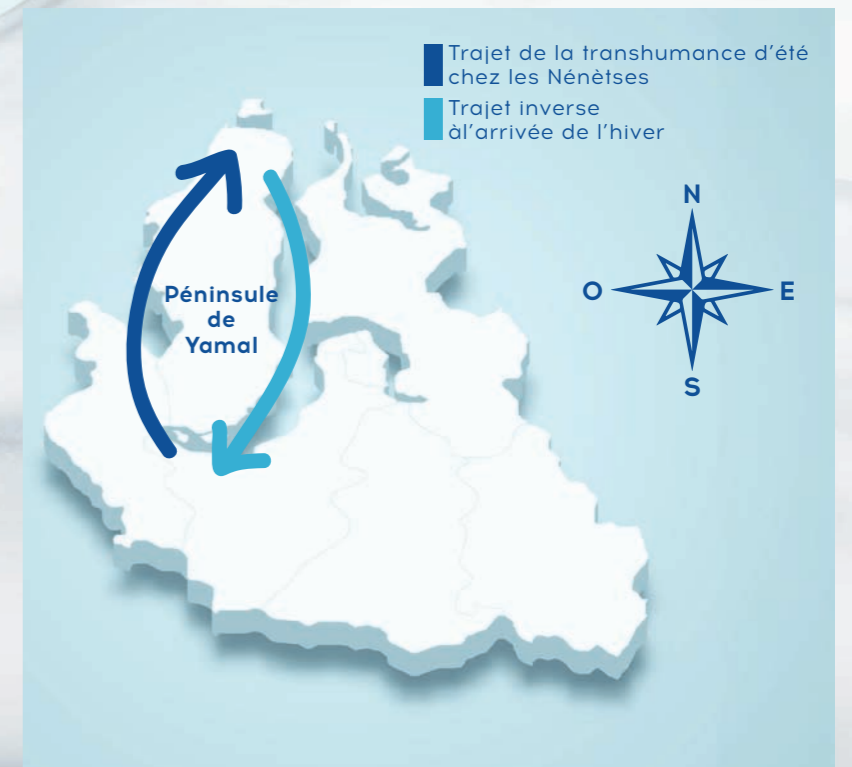 Trajet de la transhumance d'été
chez les Nénètses
Trajet inverse
àl'arrivée de l'hiver
N
O
E
S
Péninsule
de
Yamal